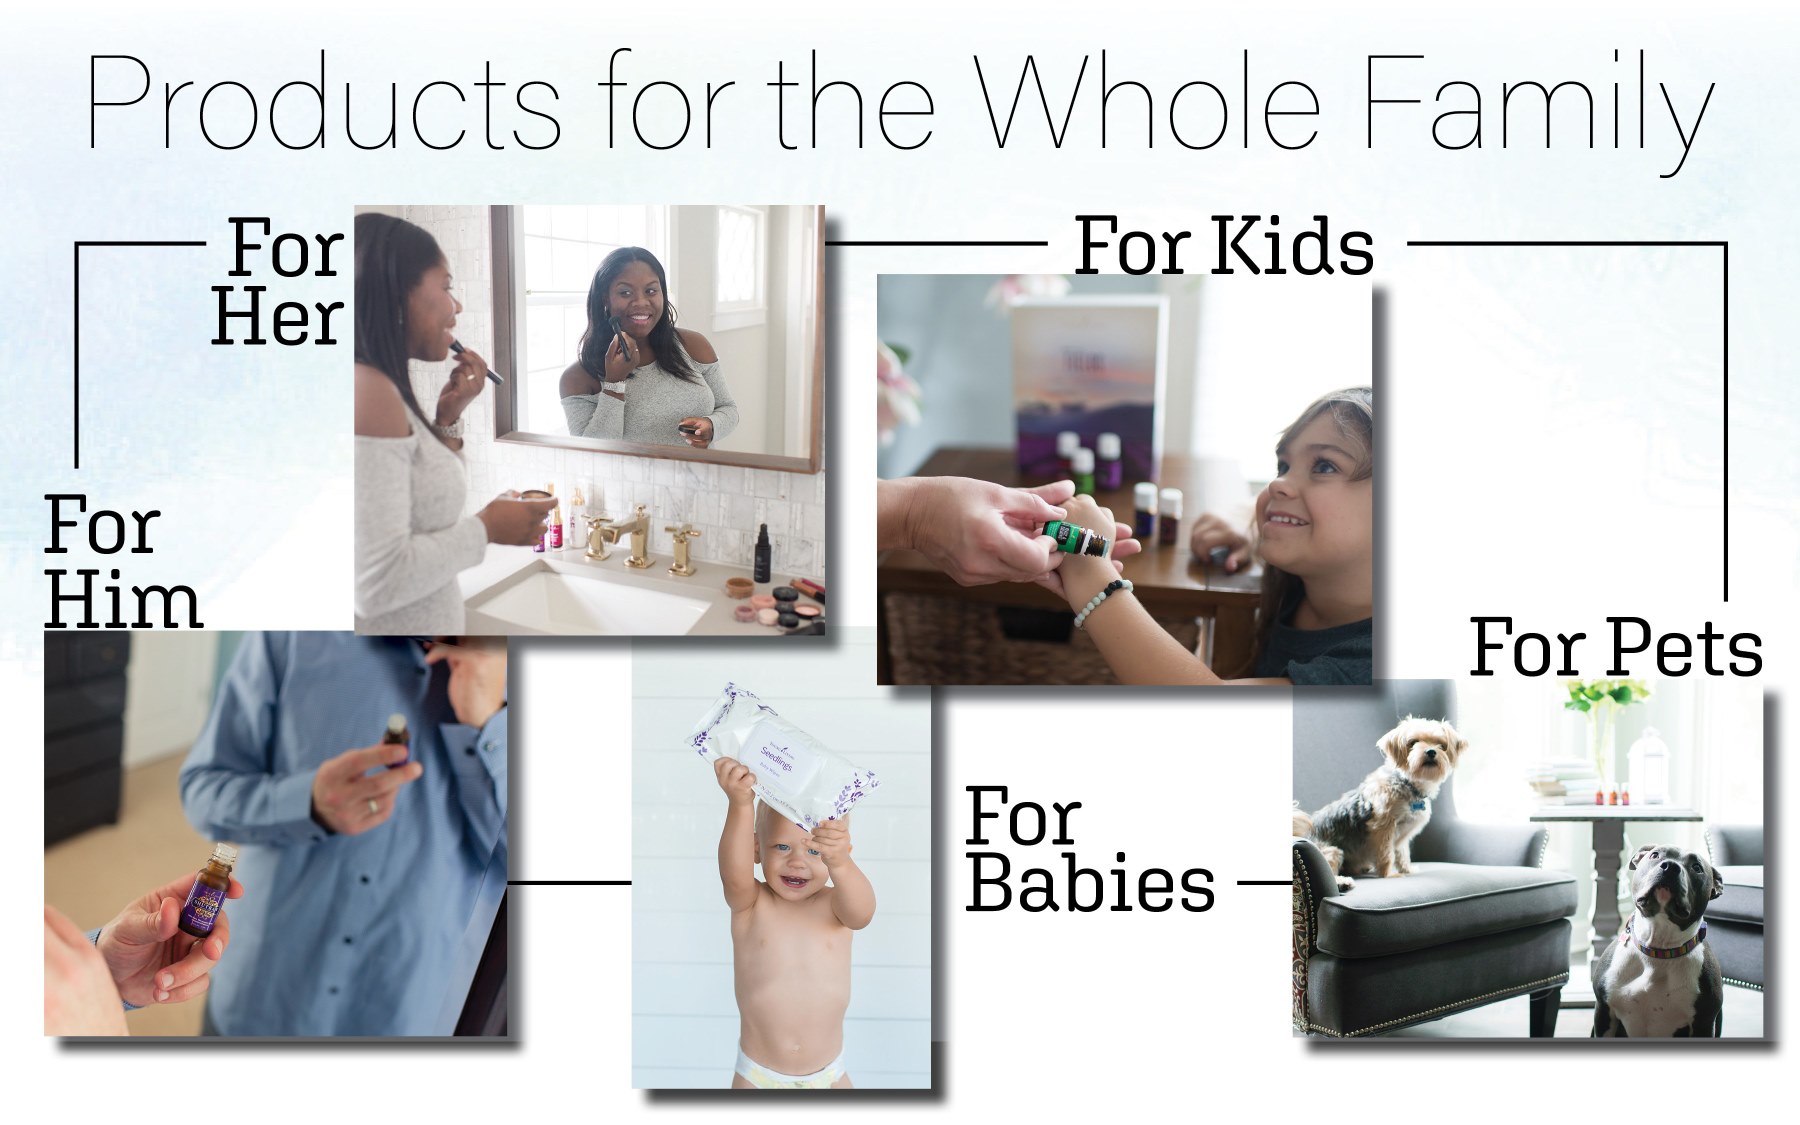 Products for the Whole Family
For
Her
For Kids
For
Him
For Pets
For
Babies
Seedlings